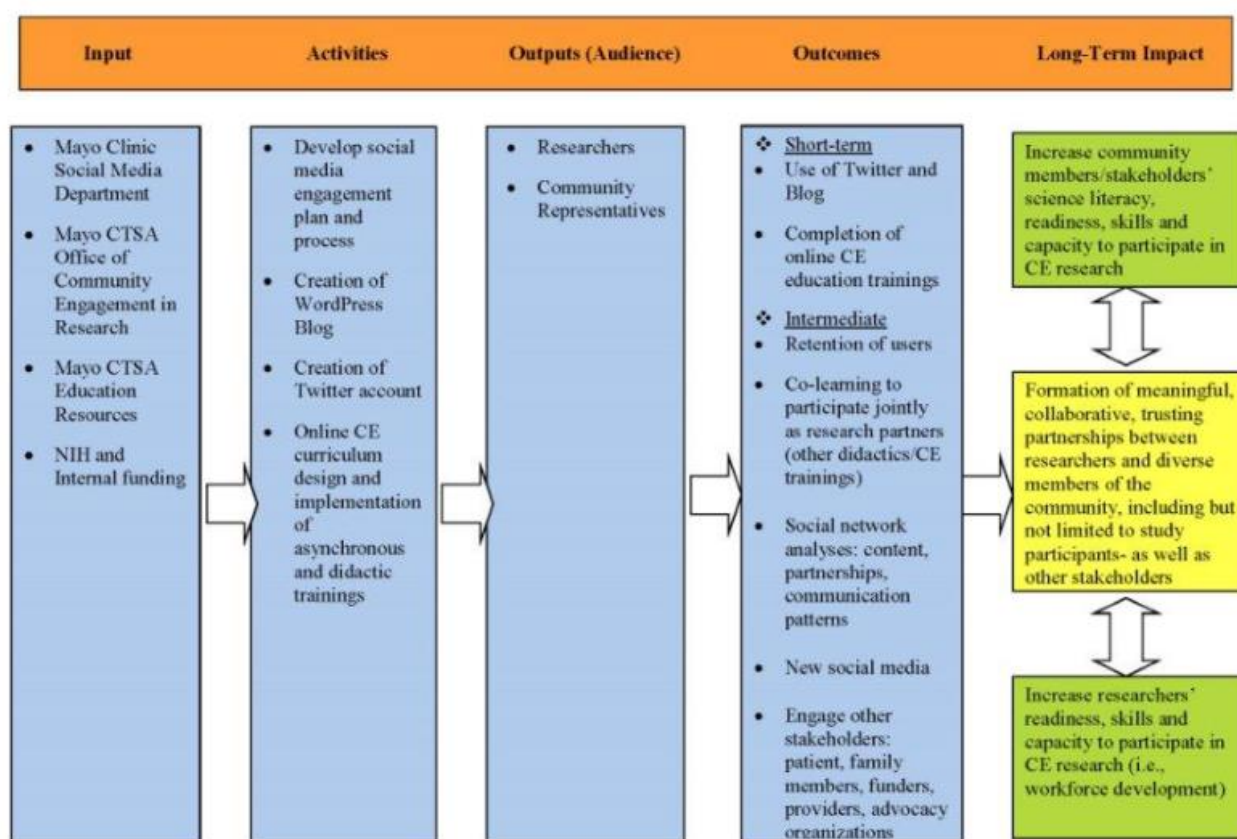 Input
Activities
Outputs (Audience)
Outcomes
Long-Term Impact
• Mayo Clinic
Social Media
Department
• Mayo CTSA
Office of
Community
Engagement in
Research
• Mayo CTSA
Education
Resources
• NIH and
Internal funding
• Develop social
media
engagement
plan and
process
• Creation of
WordPress
Blog
• Creation of
Twitter account
• Online CE
curriculum
design and
implementation
of
asynchronous
and didactic
trainings
• Researchers
• Community
Representatives
❖ Short-term
• Use of Twitter and
Blog
• Completion of
online CE
education trainings
❖ Intermediate
• Retention of users
• Co-learning to
participate jointly
as research partners
(other didactics/CE
trainings)
• Social network
analyses: content,
partnerships,
communication
patterns
• New social media
• Engage other
stakeholders:
patient, family
members, funders,
providers, advocacy
organizations
Increase community
members/stakeholders’
science literacy,
readiness, skills and
capacity to participate in
CE research
Formation of meaningful,
collaborative, trusting
partnerships between
researchers and diverse
members of the
community, including but
not limited to study
participants- as well as
other stakeholders
Increase researchers’
readiness, skills and
capacity to participate in
CE research (i.e.,
workforce development)